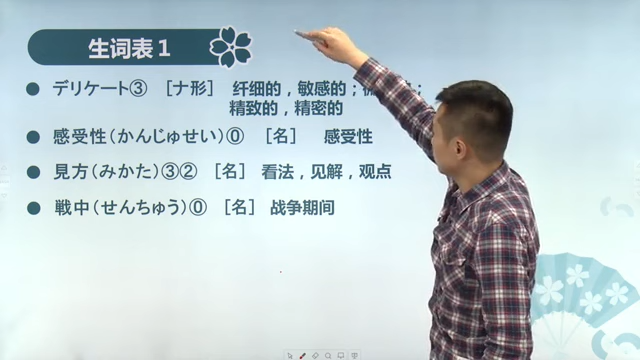 生词表1
デリケート③ [ナ形] 纤细的，敏感的；
精致的，精密的
感受性(かんじゅせい)⓪ [名] 感受性
見方(みかた)③② [名] 看法，见解，观点
戦中(せんちゅう)⓪ [名] 战争期间